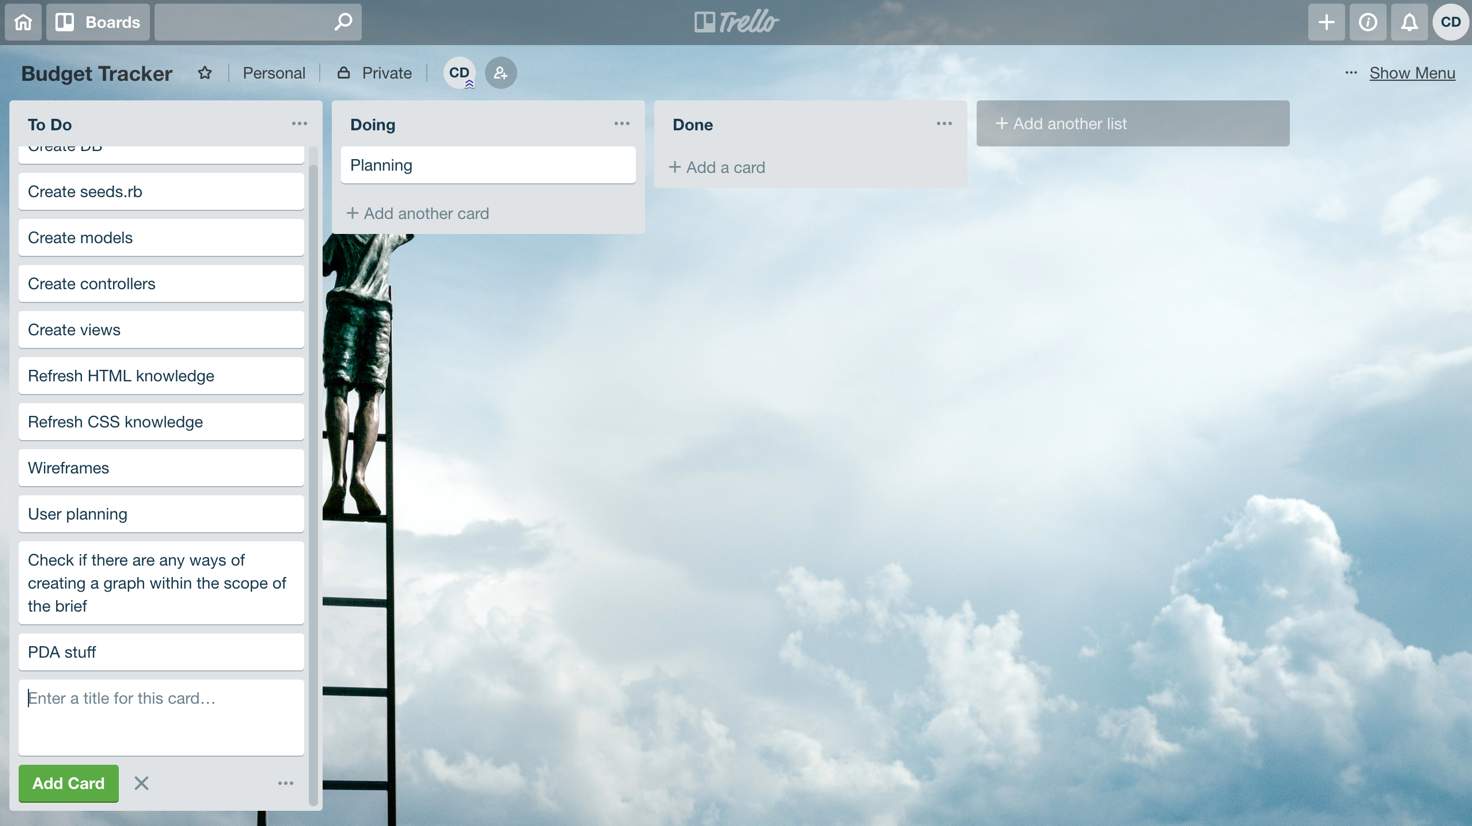 Boards
Trello
CD
Budget Tracker
Personal
Private
CD
Show Menu
To Do
Create DB
Create seeds.rb
Create models
Create controllers
Create views
Refresh HTML knowledge
Refresh CSS knowledge
Wireframes
User planning
Check if there are any ways of
creating a graph within the scope of
the brief
PDA stuff
Enter a title for this card…
Add Card
Doing
Planning
+ Add another card
Done
+ Add a card
+ Add another list